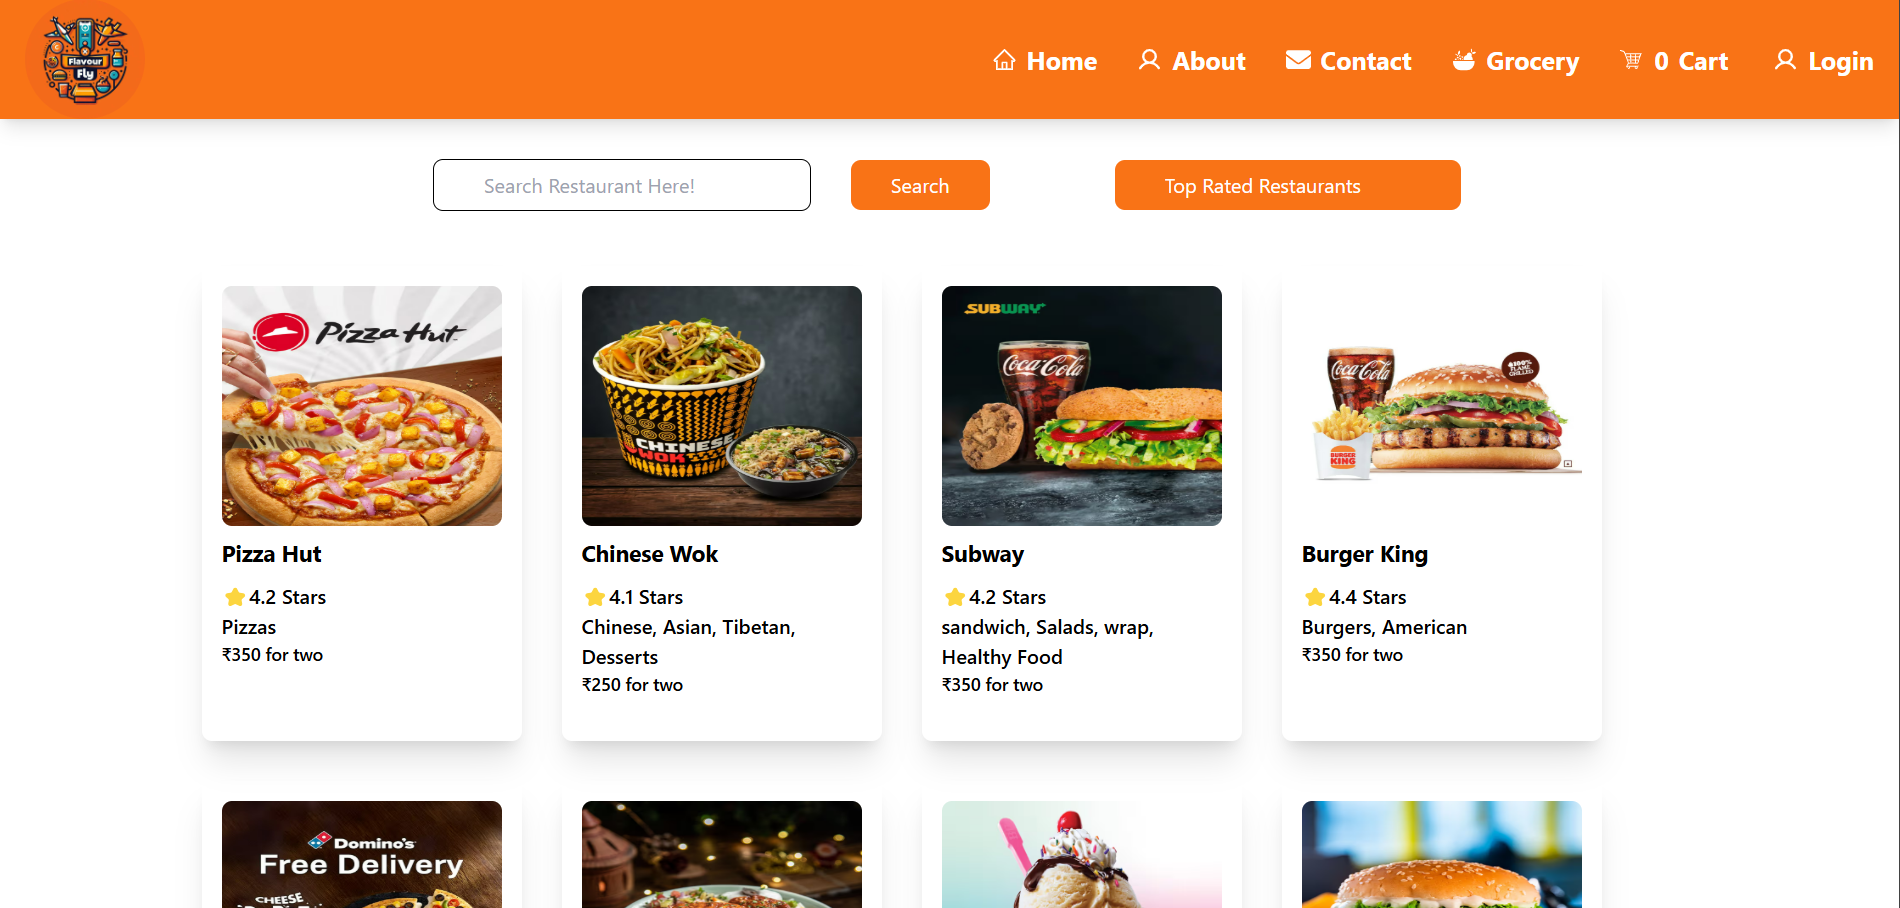 Flavour
Fly
Home
About
Contact
Grocery
0 Cart
Login
Search Restaurant Here!
Search
Top Rated Restaurants
Pizza Hut
CHINESE
WOK
SUBWAY
Coca-Cola
Coca-Cola
100%
FLAME
GRILLED
BURGER
KING
Pizza Hut
4.2 Stars
Pizzas
₹350 for two
Chinese Wok
4.1 Stars
Chinese, Asian, Tibetan,
Desserts
₹250 for two
Subway
4.2 Stars
sandwich, Salads, wrap,
Healthy Food
₹350 for two
Burger King
4.4 Stars
Burgers, American
₹350 for two
Domino's
Free Delivery
CHEESE